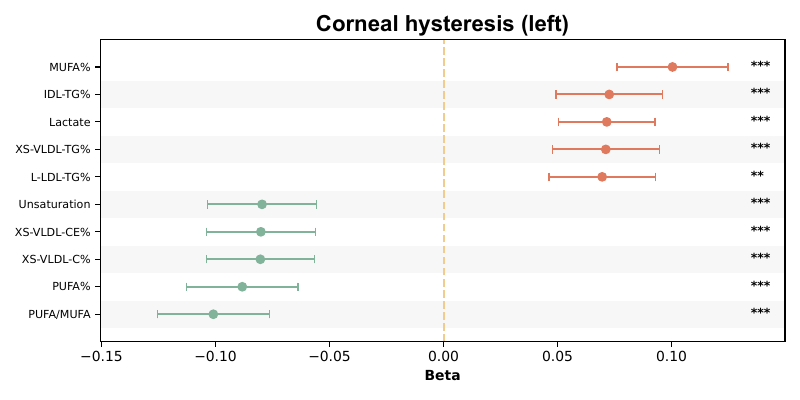 Corneal hysteresis (left)
MUFA% ***
IDL-TG% ***
Lactate ***
XS-VLDL-TG% ***
L-LDL-TG% **
Unsaturation ***
XS-VLDL-CE% ***
XS-VLDL-C% ***
PUFA% ***
PUFA/MUFA ***
−0.15 −0.10 −0.05 0.00 0.05 0.10
Beta